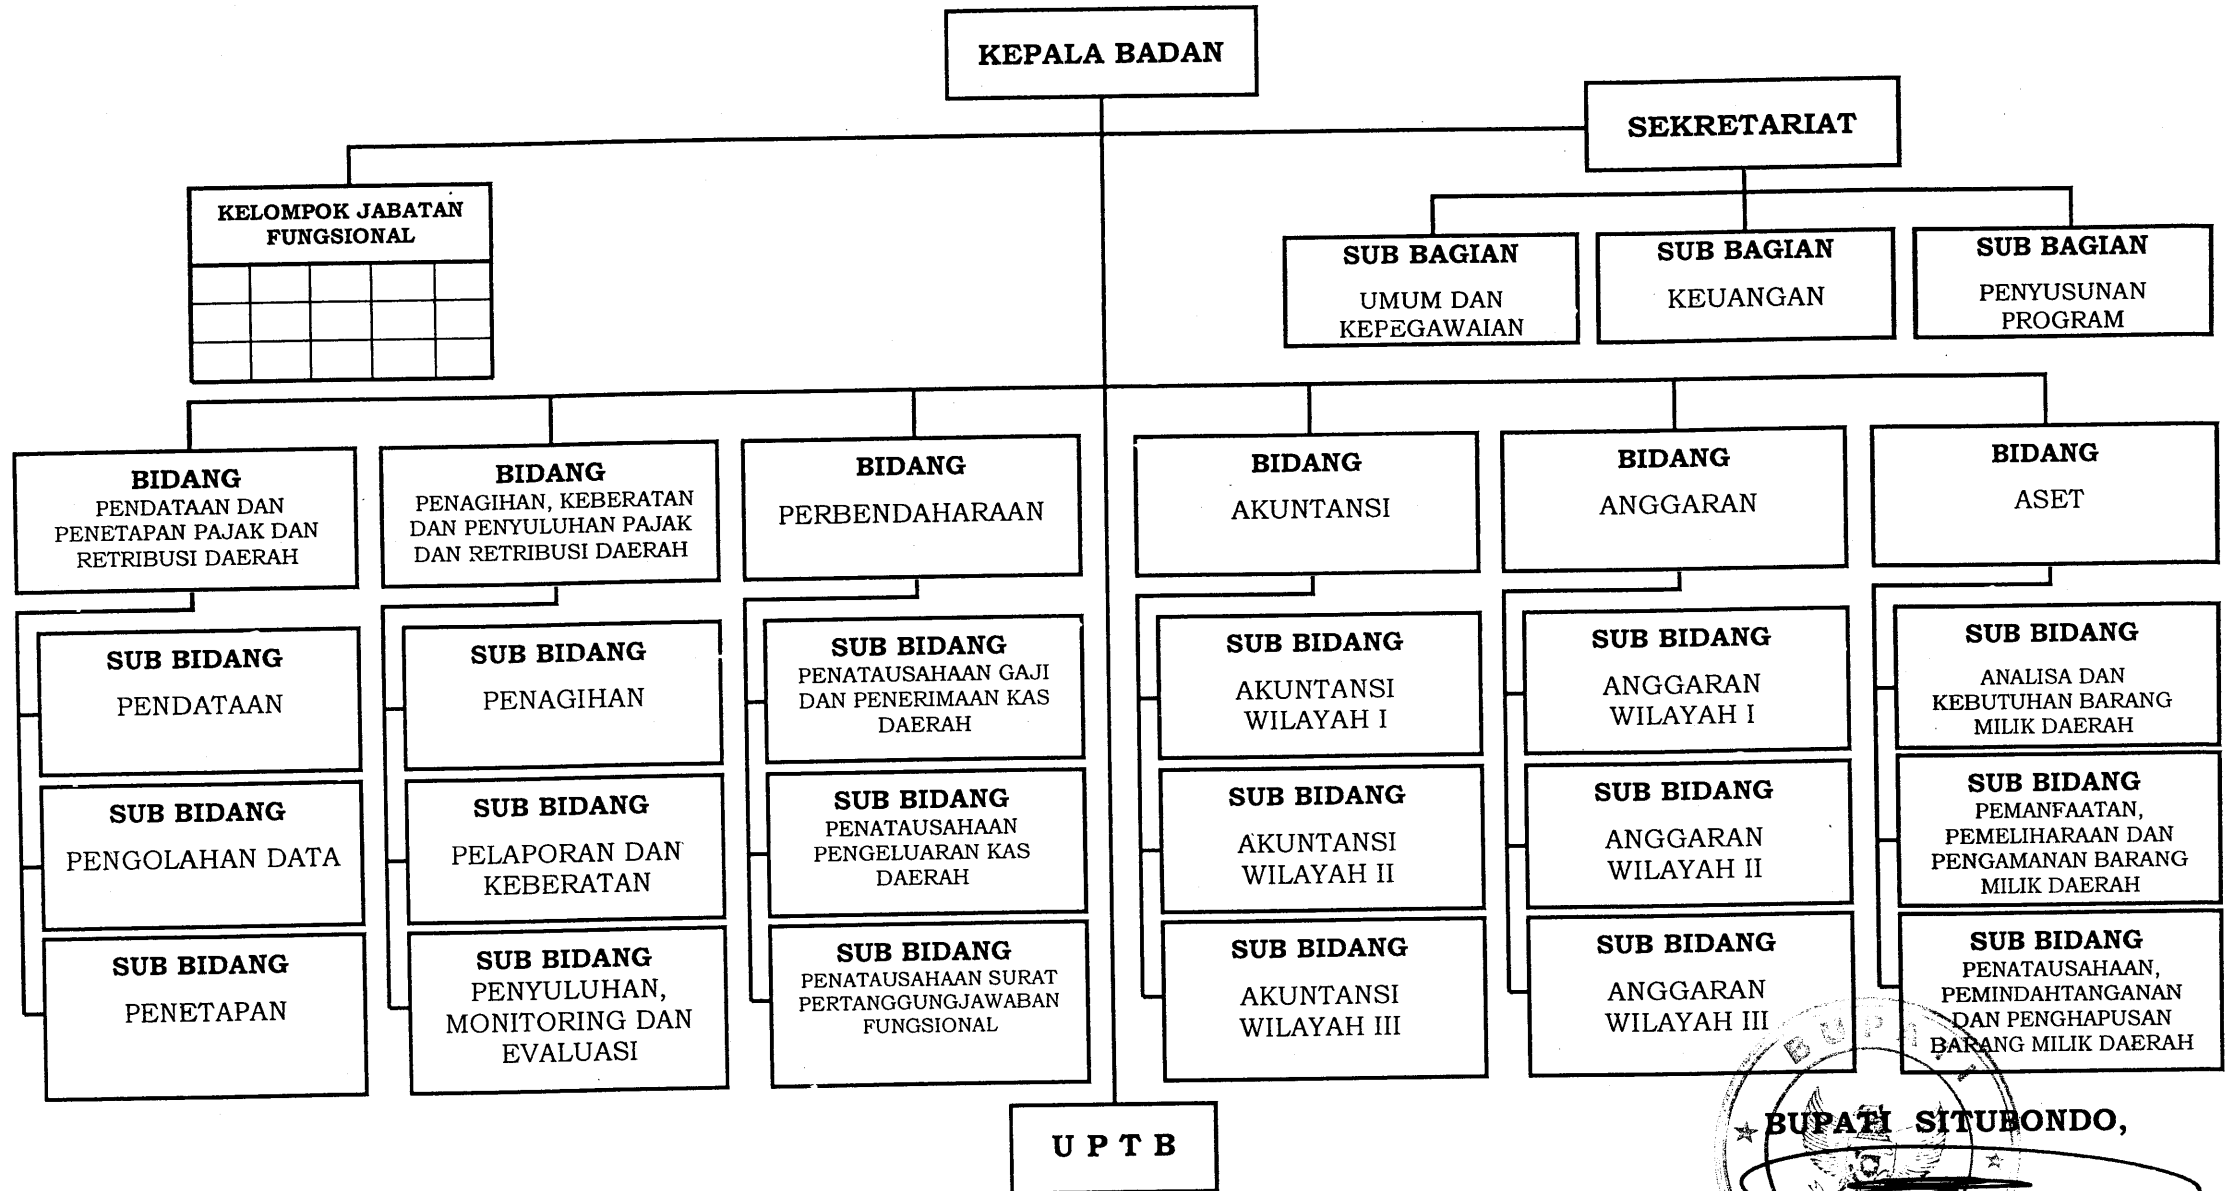 KEPALA BADAN
SEKRETARIAT
KELOMPOK JABATAN
FUNGSIONAL
SUB BAGIAN
UMUM DAN
KEPEGAWAIAN
SUB BAGIAN
KEUANGAN
SUB BAGIAN
PENYUSUNAN
PROGRAM
BIDANG
PENDATAAN DAN
PENETAPAN PAJAK DAN
RETRIBUSI DAERAH
BIDANG
PENAGIHAN, KEBERATAN
DAN PENYULUHAN PAJAK
DAN RETRIBUSI DAERAH
BIDANG
PERBENDAHARAAN
BIDANG
AKUNTANSI
BIDANG
ANGGARAN
BIDANG
ASET
SUB BIDANG
PENDATAAN
SUB BIDANG
PENAGIHAN
SUB BIDANG
PENATAUSAHAAN GAJI
DAN PENERIMAAN KAS
DAERAH
SUB BIDANG
AKUNTANSI
WILAYAH I
SUB BIDANG
ANGGARAN
WILAYAH I
SUB BIDANG
ANALISA DAN
KEBUTUHAN BARANG
MILIK DAERAH
SUB BIDANG
PENGOLAHAN DATA
SUB BIDANG
PELAPORAN DAN
KEBERATAN
SUB BIDANG
PENATAUSAHAAN
PENGELUARAN KAS
DAERAH
SUB BIDANG
AKUNTANSI
WILAYAH II
SUB BIDANG
ANGGARAN
WILAYAH II
SUB BIDANG
PEMANFAATAN,
PEMELIHARAAN DAN
PENGAMANAN BARANG
MILIK DAERAH
SUB BIDANG
PENETAPAN
SUB BIDANG
PENYULUHAN,
MONITORING DAN
EVALUASI
SUB BIDANG
PENATAUSAHAAN SURAT
PERTANGGUNGJAWABAN
FUNGSIONAL
SUB BIDANG
AKUNTANSI
WILAYAH III
SUB BIDANG
ANGGARAN
WILAYAH III
SUB BIDANG
PENATAUSAHAAN,
PEMINDAHTANGANAN
DAN PENGHAPUSAN
BARANG MILIK DAERAH
U P T B
BUPATI
BUPATI SITUBONDO,